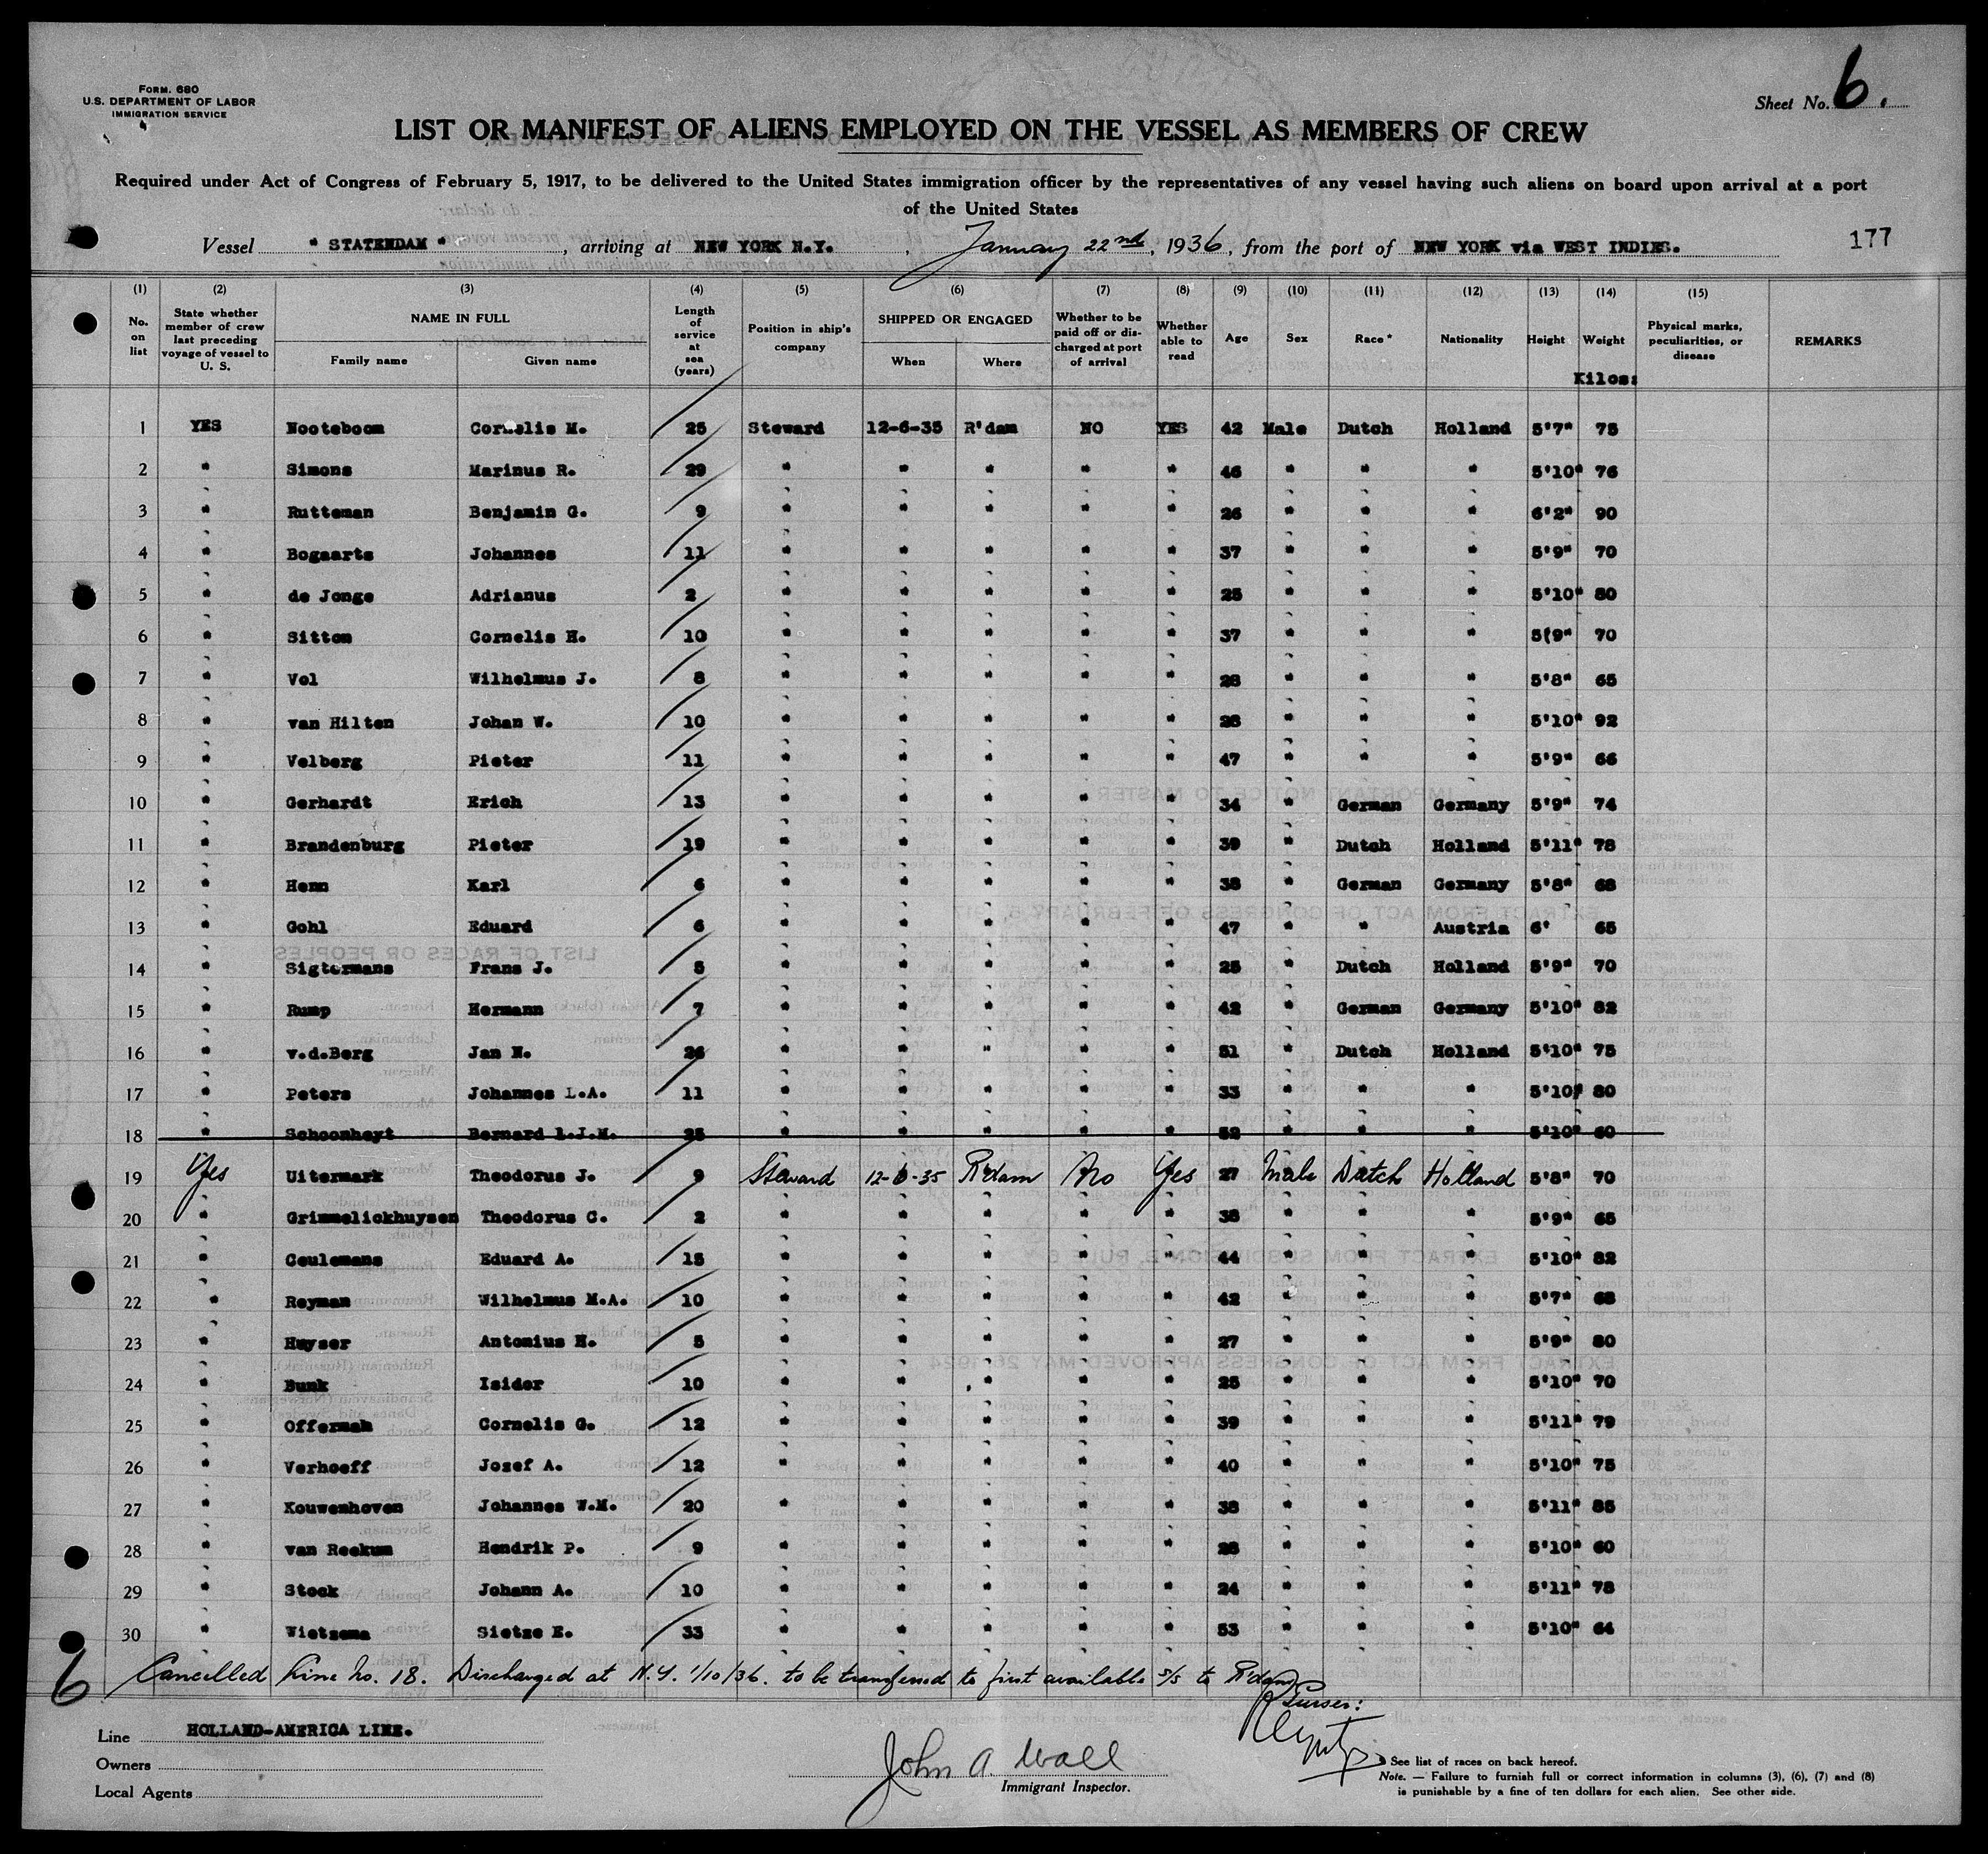 FORM. 680
U.S. DEPARTMENT OF LABOR
IMMIGRATION SERVICE
Sheet No. 6.
LIST OR MANIFEST OF ALIENS EMPLOYED ON THE VESSEL AS MEMBERS OF CREW
Required under Act of Congress of February 5, 1917, to be delivered to the United States immigration officer by the representatives of any vessel having such aliens on board upon arrival at a port
of the United States
Vessel " STATENDAM ", arriving at NEW YORK N.Y., January 22nd, 1936, from the port of NEW YORK via WEST INDIES. 177
(1) (2) (3) (4) (5) (6) (7) (8) (9) (10) (11) (12) (13) (14) (15)
No. on list State whether member of crew last preceding voyage of vessel to U. S. NAME IN FULL Family name Given name Length of service at sea (years) Position in ship's company SHIPPED OR ENGAGED When Where Whether to be paid off or discharged at port of arrival Whether able to read Age Sex Race * Nationality Height Weight Physical marks, peculiarities, or disease REMARKS
Kilos:
1 YES Nooteboom Cornelis M. 25 Steward 12-6-35 R'dam NO YES 42 Male Dutch Holland 5'7" 75
2 " Simons Marinus R. 29 " " " " " 46 " " " 5'10" 76
3 " Rutteman Benjamin G. 9 " " " " " 26 " " " 6'2" 90
4 " Bogaarts Johannes 11 " " " " " 37 " " " 5'9" 70
5 " de Jonge Adrianus 2 " " " " " 25 " " " 5'10" 80
6 " Sitton Cornelis H. 10 " " " " " 37 " " " 5(9" 70
7 " Vol Wilhelmus J. 8 " " " " " 28 " " " 5'8" 65
8 " van Hilten Johan W. 10 " " " " " 28 " " " 5'10" 92
9 " Velberg Pieter 11 " " " " " 47 " " " 5'9" 66
10 " Gerhardt Erich 13 " " " " " 34 " German Germany 5'9" 74
11 " Brandenburg Pieter 19 " " " " " 39 " Dutch Holland 5'11" 78
12 " Henn Karl 6 " " " " " 38 " German Germany 5'8" 68
13 " Gohl Eduard 6 " " " " " 47 " " Austria 6' 65
14 " Sigtermans Frans J. 5 " " " " " 25 " Dutch Holland 5'9" 70
15 " Rump Hermann 7 " " " " " 42 " German Germany 5'10" 82
16 " v.d.Berg Jan N. 26 " " " " " 51 " Dutch Holland 5'10" 75
17 " Peters Johannes L.A. 11 " " " " " 33 " " " 5'10" 80
18 " Schoonheyt Bernard L.J.M. 25 " " " " " 52 " " " 5'10" 60
19 Yes Uitermark Theodorus J. 9 Steward 12-6-35 R'dam No Yes 27 Male Dutch Holland 5'8" 70
20 " Grimmelickhuysen Theodorus C. 2 " " " " " 38 " " " 5'9" 65
21 " Ceulemans Eduard A. 15 " " " " " 44 " " " 5'10" 82
22 " Reyman Wilhelmus M.A. 10 " " " " " 42 " " " 5'7" 68
23 " Huyser Antonius H. 5 " " " " " 27 " " " 5'9" 80
24 " Bunk Isidor 10 " " " " " 25 " " " 5'10" 70
25 " Offerman Cornelis G. 12 " " " " " 39 " " " 5'11" 79
26 " Verhoeff Jozef A. 12 " " " " " 40 " " " 5'10" 75
27 " Kouwenhoven Johannes W.M. 20 " " " " " 38 " " " 5'11" 85
28 " van Reekum Hendrik P. 9 " " " " " 28 " " " 5'10" 60
29 " Stock Johann A. 10 " " " " " 24 " " " 5'11" 78
30 " Wietzema Sietze E. 33 " " " " " 53 " " " 5'10" 64
6 Cancelled Line No. 18. Discharged at N.Y. 1/10/36. to be transferred to first available s/s to R'dam
Purser:
Line HOLLAND-AMERICA LINE.
Owners
Local Agents
John A. Wall
Immigrant Inspector.
* See list of races on back hereof.
Note. — Failure to furnish full or correct information in columns (3), (6), (7) and (8)
is punishable by a fine of ten dollars for each alien. See other side.